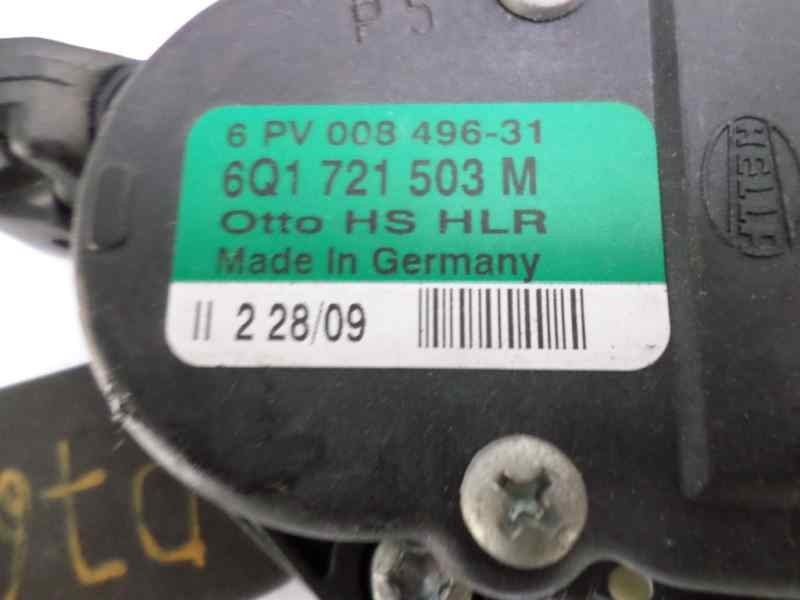 P5
6 PV 008 496-31
6Q1 721 503 M
Otto HS HLR
Made In Germany
II 2 28/09
HELLA